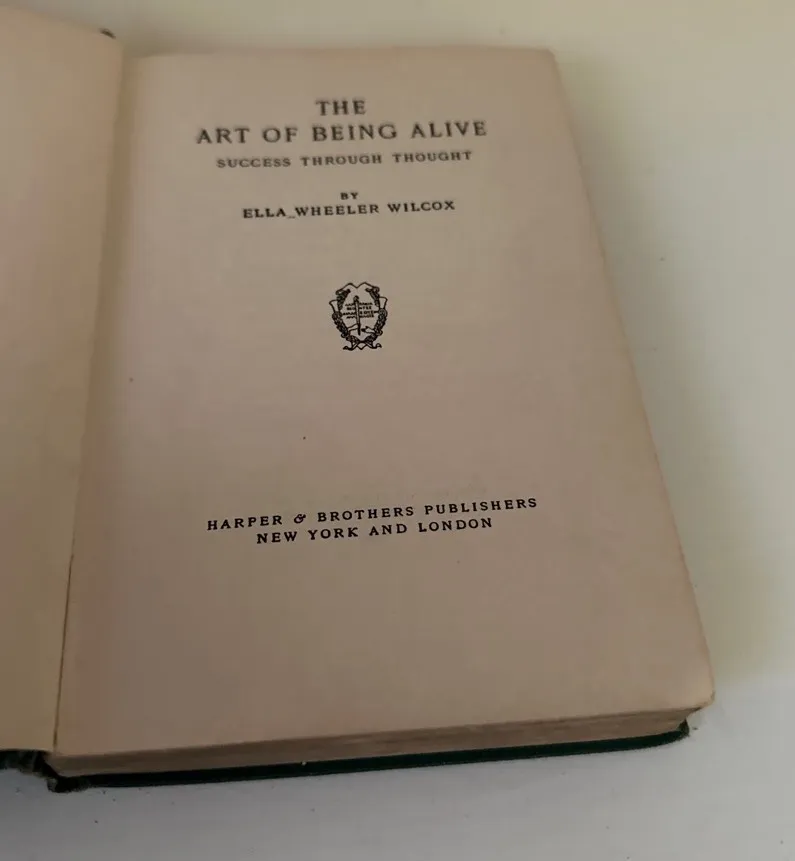 THE
ART OF BEING ALIVE
SUCCESS THROUGH THOUGHT
BY
ELLA WHEELER WILCOX
HARPER & BROTHERS PUBLISHERS
NEW YORK AND LONDON